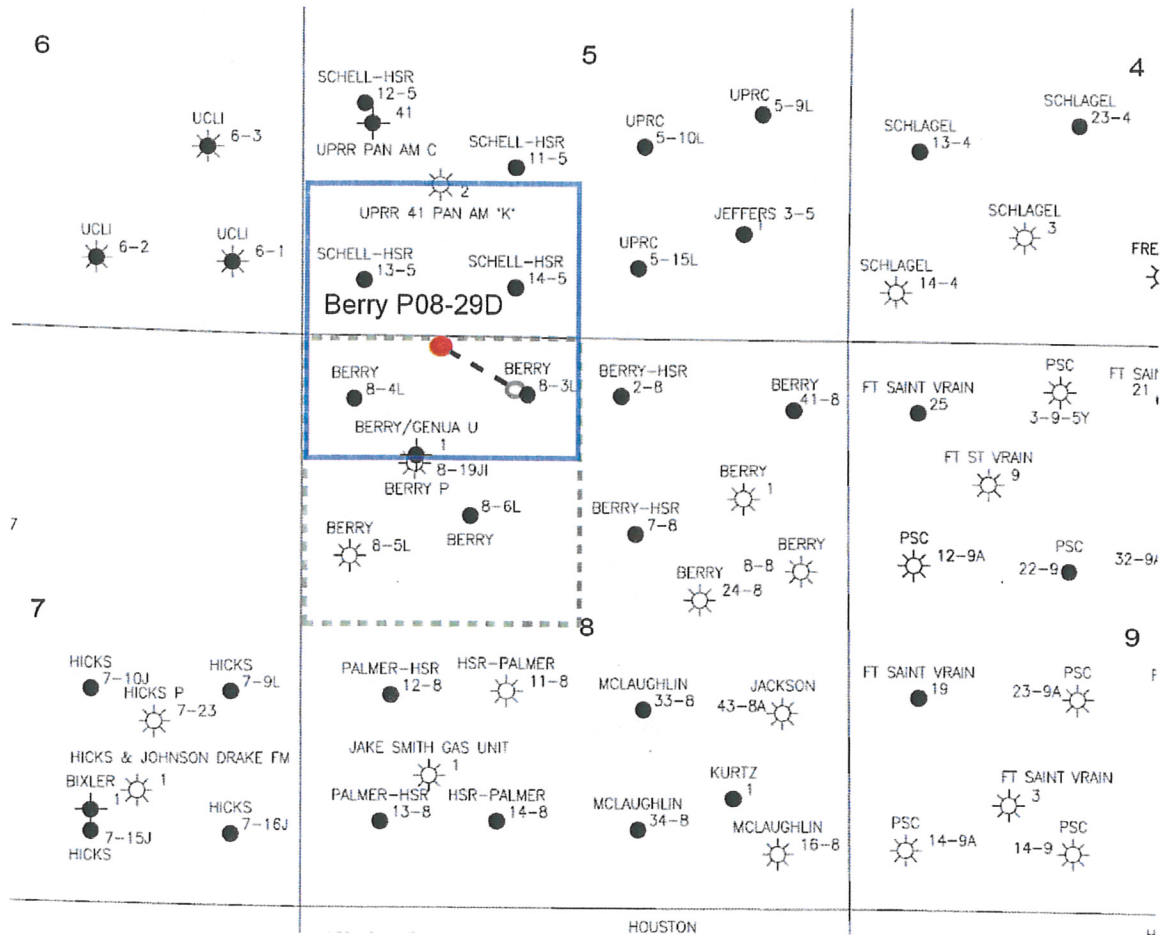 6
5
4
SCHELL-HSR
12-5
41
UPRR PAN AM C
UCLI
6-3
SCHELL-HSR
11-5
UPRC
5-10L
UPRC
5-9L
SCHLAGEL
13-4
SCHLAGEL
23-4
2
UPRR 41 PAN AM "K"
UCLI
6-2
UCLI
6-1
SCHELL-HSR
13-5
SCHELL-HSR
14-5
UPRC
5-15L
JEFFERS 3-5
1
SCHLAGEL
3
SCHLAGEL
14-4
FRE
Berry P08-29D
BERRY
8-4L
BERRY
8-3L
BERRY-HSR
2-8
BERRY
41-8
FT SAINT VRAIN
25
PSC
3-9-5Y
FT SAIN
21
BERRY/GENUA U
1
8-19JI
BERRY P
8-6L
BERRY
BERRY
8-5L
BERRY-HSR
7-8
BERRY
1
BERRY
8-8
BERRY
24-8
FT ST VRAIN
9
PSC
12-9A
PSC
22-9
32-9A
7
7
8
9
HICKS
7-10J
HICKS
7-9L
HICKS P
7-23
PALMER-HSR
12-8
HSR-PALMER
11-8
MCLAUGHLIN
33-8
JACKSON
43-8A
FT SAINT VRAIN
19
PSC
23-9A
HICKS & JOHNSON DRAKE FM
1
BIXLER
1
7-15J
HICKS
HICKS
7-16J
JAKE SMITH GAS UNIT
1
PALMER-HSR
13-8
HSR-PALMER
14-8
KURTZ
1
MCLAUGHLIN
34-8
MCLAUGHLIN
16-8
FT SAINT VRAIN
3
PSC
14-9A
PSC
14-9
HOUSTON